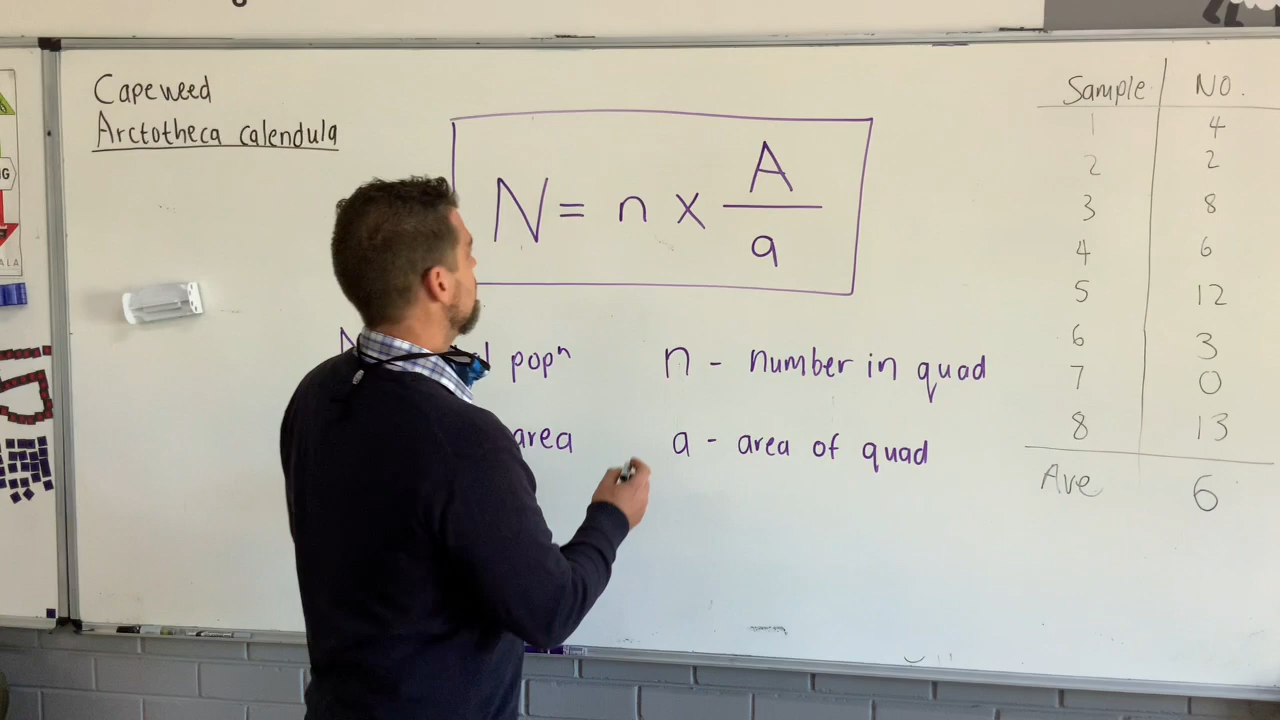 Capeweed
Arctotheca calendula
N = n x A
a
popⁿ
n - number in quad
area
a - area of quad
Sample NO.
1 4
2 2
3 8
4 6
5 12
6 3
7 0
8 13
Ave 6